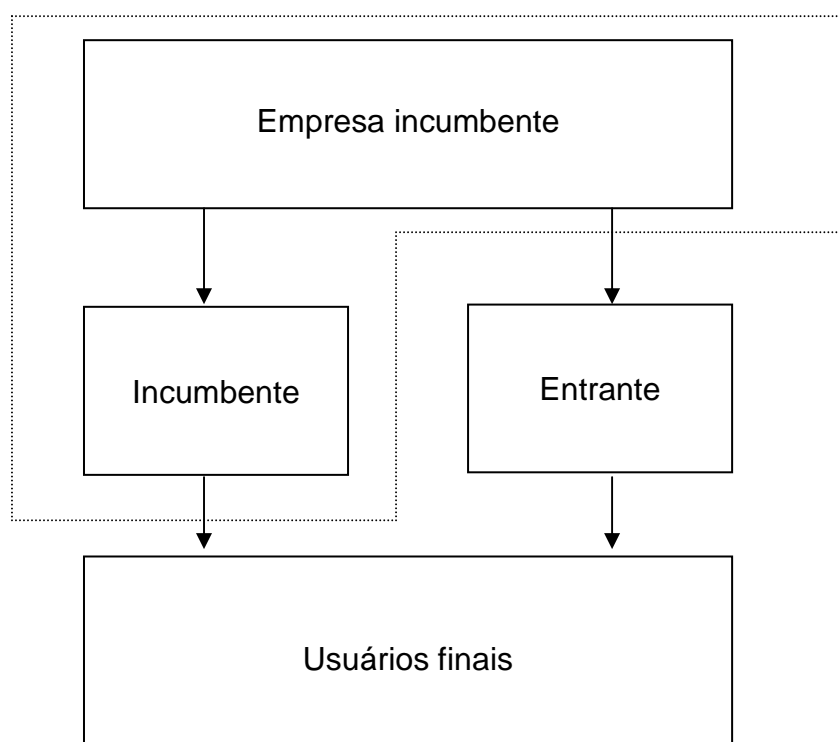 Empresa incumbente
Incumbente
Entrante
Usuários finais